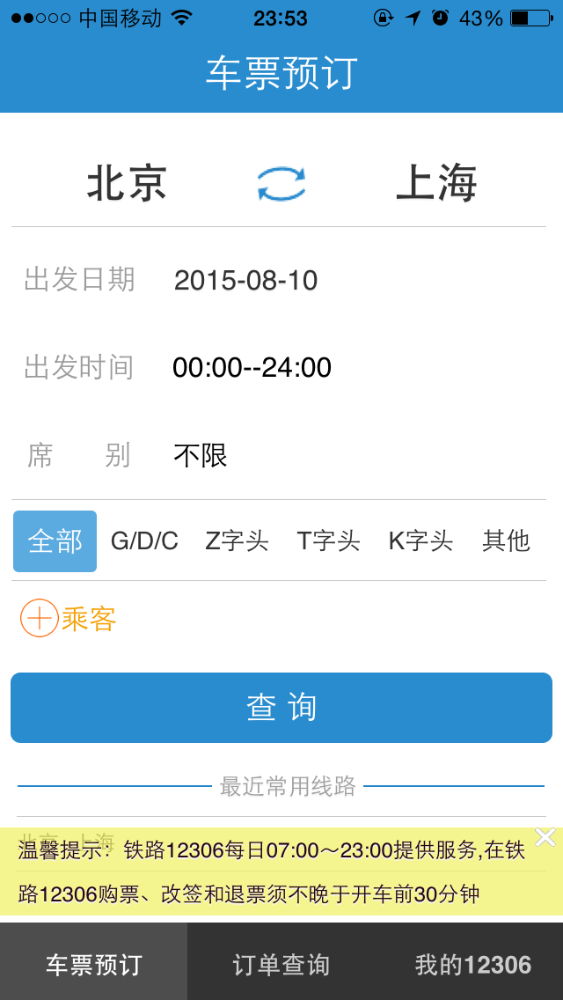 中国移动 23:53 43%
车票预订
北京 上海
出发日期 2015-08-10
出发时间 00:00--24:00
席 别 不限
全部 G/D/C Z字头 T字头 K字头 其他
乘客
查 询
最近常用线路
北京--上海
温馨提示：铁路12306每日07:00～23:00提供服务,在铁
路12306购票、改签和退票须不晚于开车前30分钟
车票预订 订单查询 我的12306